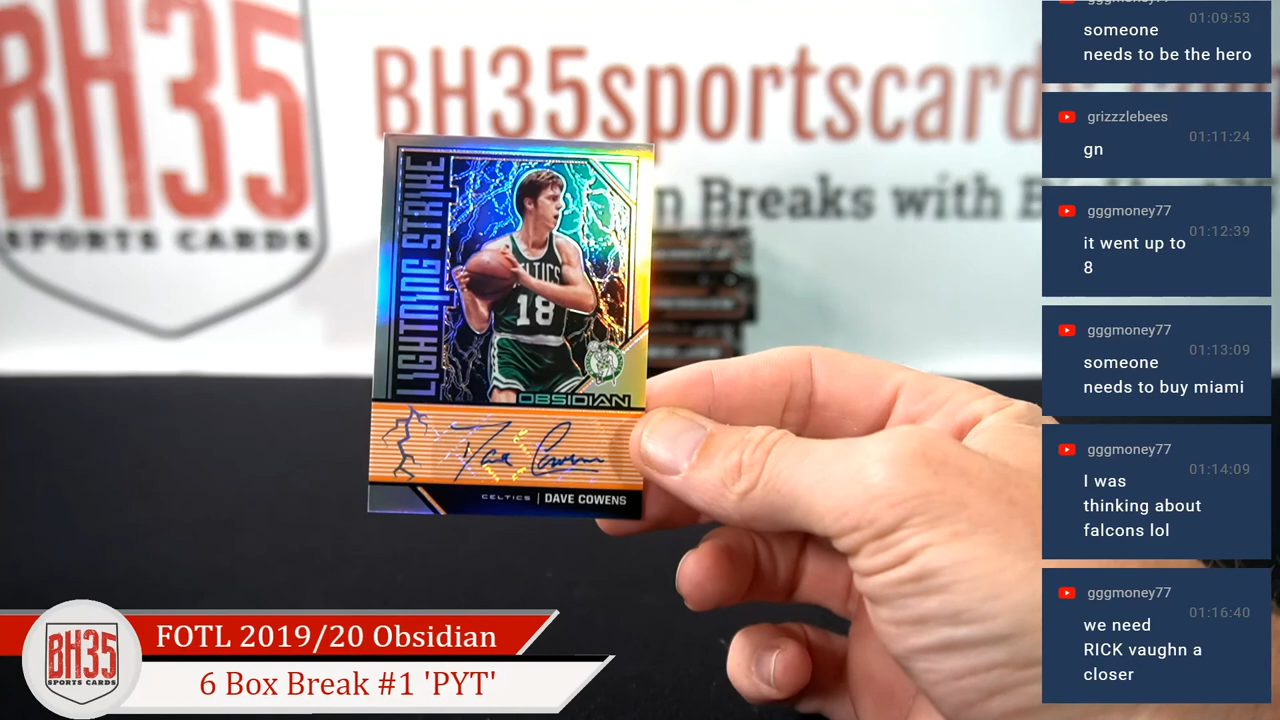 BH35
SPORTS CARDS
BH35sportscard
n Breaks with B
LIGHTNING STRIKE
CELTICS
18
OBSIDIAN
Dave Cowens
CELTICS | DAVE COWENS
BH35
SPORTS CARDS
FOTL 2019/20 Obsidian
6 Box Break #1 'PYT'
gggmoney77
01:09:53
someone
needs to be the hero
grizzzlebees
01:11:24
gn
gggmoney77
01:12:39
it went up to
8
gggmoney77
01:13:09
someone
needs to buy miami
gggmoney77
01:14:09
I was
thinking about
falcons lol
gggmoney77
01:16:40
we need
RICK vaughn a
closer